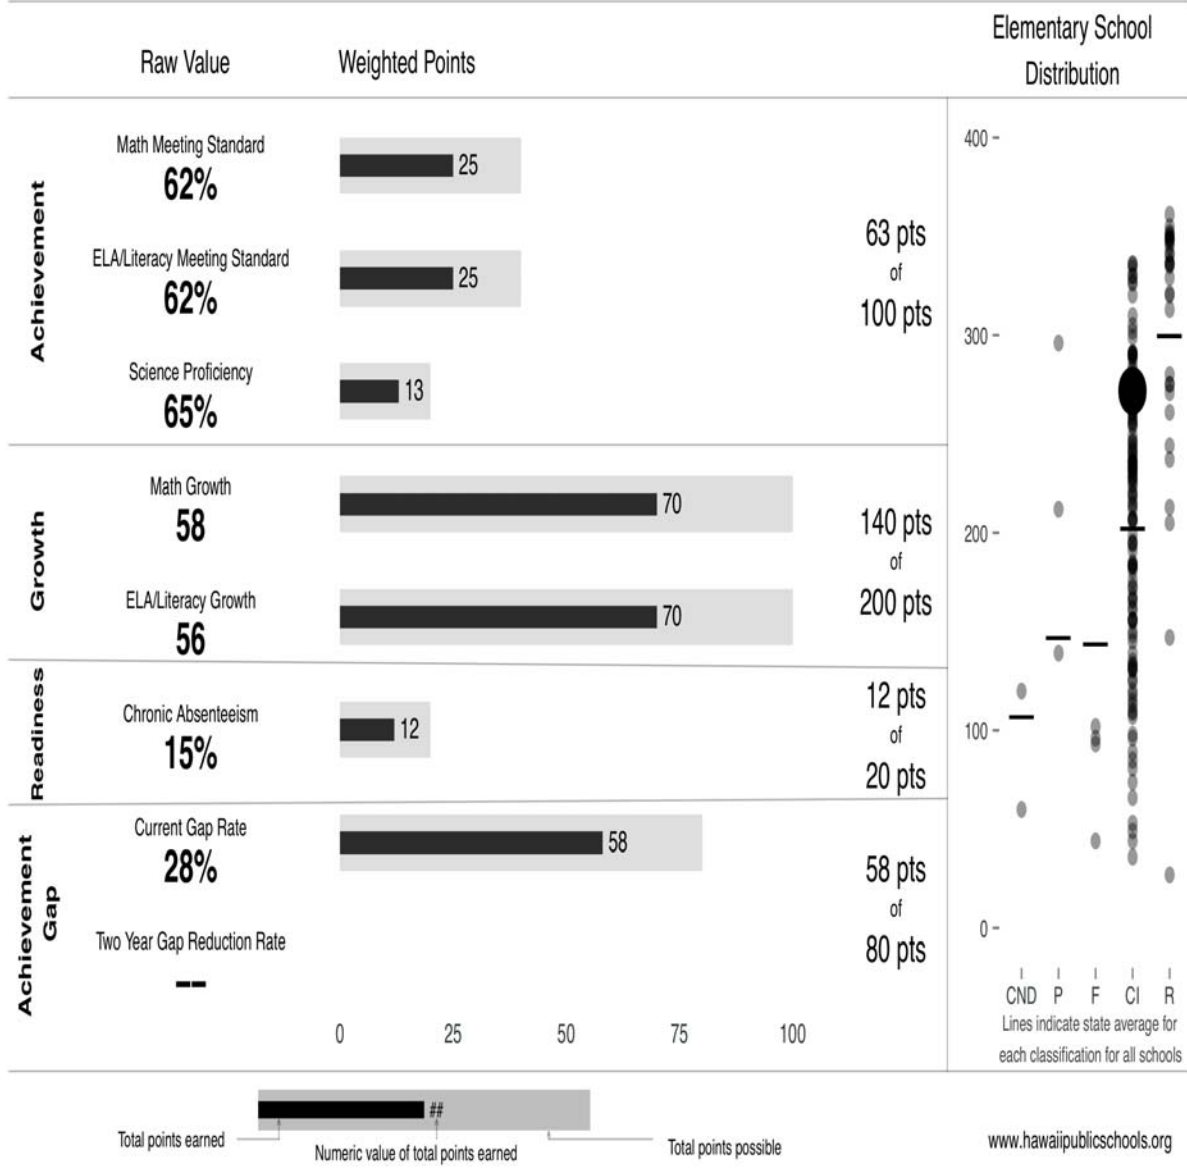 Raw Value
Weighted Points
Elementary School
Distribution
Achievement
Math Meeting Standard
62%
25
ELA/Literacy Meeting Standard
62%
25
Science Proficiency
65%
13
63 pts
of
100 pts
Growth
Math Growth
58
70
ELA/Literacy Growth
56
70
140 pts
of
200 pts
Readiness
Chronic Absenteeism
15%
12
12 pts
of
20 pts
Achievement
Gap
Current Gap Rate
28%
58
Two Year Gap Reduction Rate
--
58 pts
of
80 pts
0 25 50 75 100
400
300
200
100
0
CND P F CI R
Lines indicate state average for
each classification for all schools
##
Total points earned
Numeric value of total points earned
Total points possible
www.hawaiipublicschools.org